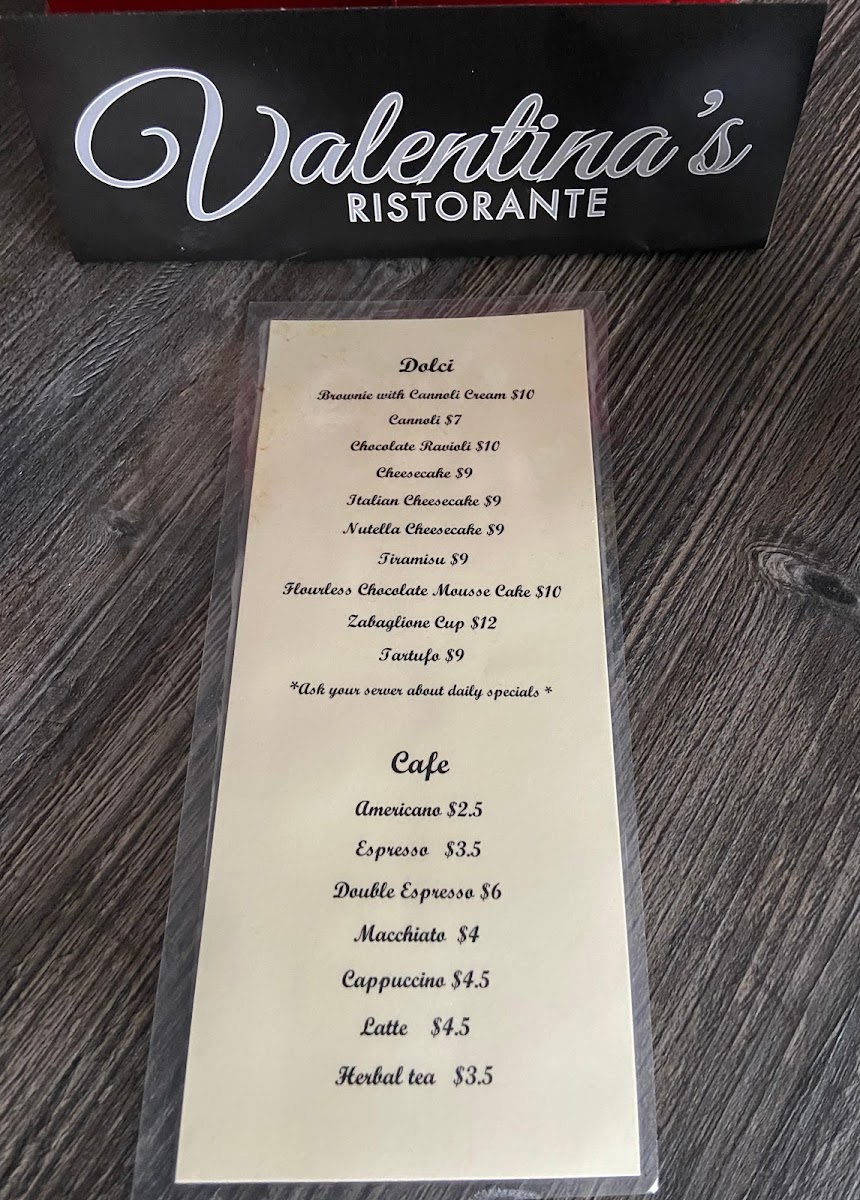 Valentina's
RISTORANTE
Dolci
Brownie with Cannoli Cream $10
Cannoli $7
Chocolate Ravioli $10
Cheesecake $9
Italian Cheesecake $9
Nutella Cheesecake $9
Tiramisu $9
Flourless Chocolate Mousse Cake $10
Zabaglione Cup $12
Tartufo $9
*Ask your server about daily specials *
Cafe
Americano $2.5
Espresso $3.5
Double Espresso $6
Macchiato $4
Cappuccino $4.5
Latte $4.5
Herbal tea $3.5